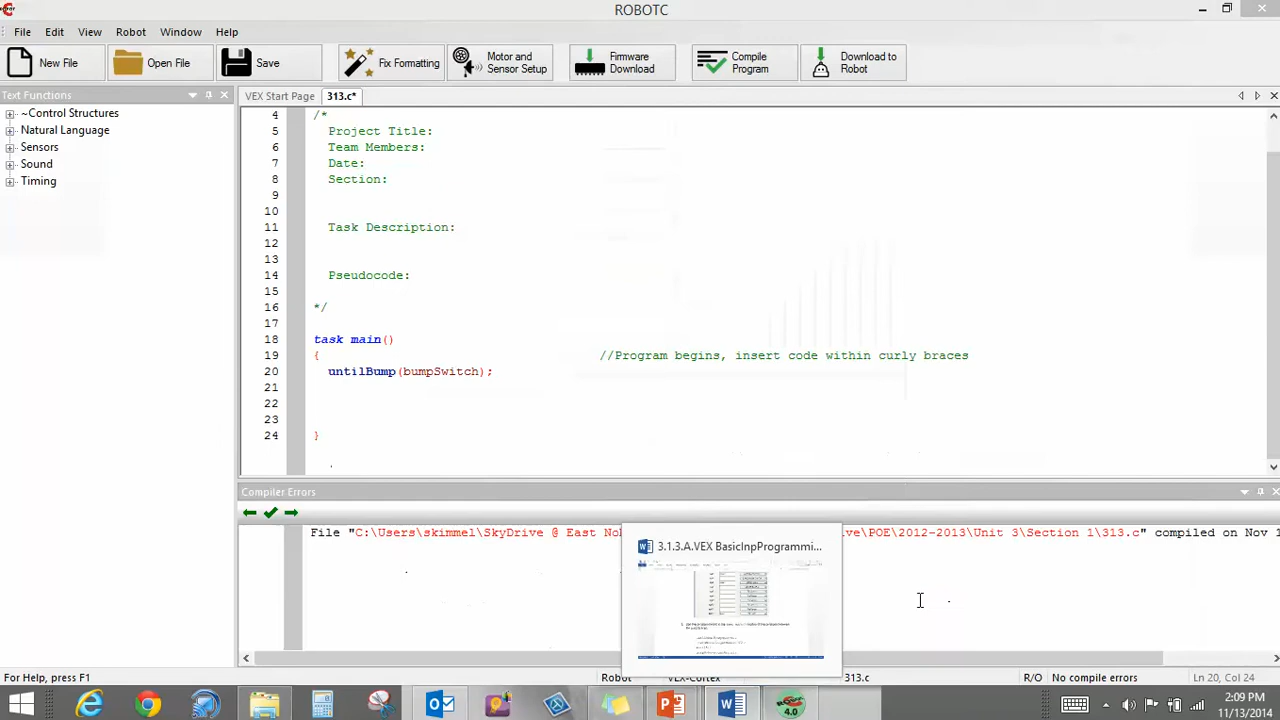 ROBOTC
File Edit View Robot Window Help
New File Open File Save Fix Formatting Motor and Sensor Setup Firmware Download Compile Program Download to Robot
Text Functions
VEX Start Page 313.c*
~Control Structures
Natural Language
Sensors
Sound
Timing
4 /*
5 Project Title:
6 Team Members:
7 Date:
8 Section:
9
10
11 Task Description:
12
13
14 Pseudocode:
15
16 */
17
18 task main()
19 { //Program begins, insert code within curly braces
20 untilBump(bumpSwitch);
21
22
23
24 }
Compiler Errors
File "C:\Users\skimmel\SkyDrive @ East No ve\POE\2012-2013\Unit 3\Section 1\313.c" compiled on Nov 1
3.1.3.A.VEX BasicInpProgrammi...
For Help, press F1 Robot VEX-Cortex 313.c R/O No compile errors Ln 20, Col 24
4.0
2:09 PM
11/13/2014